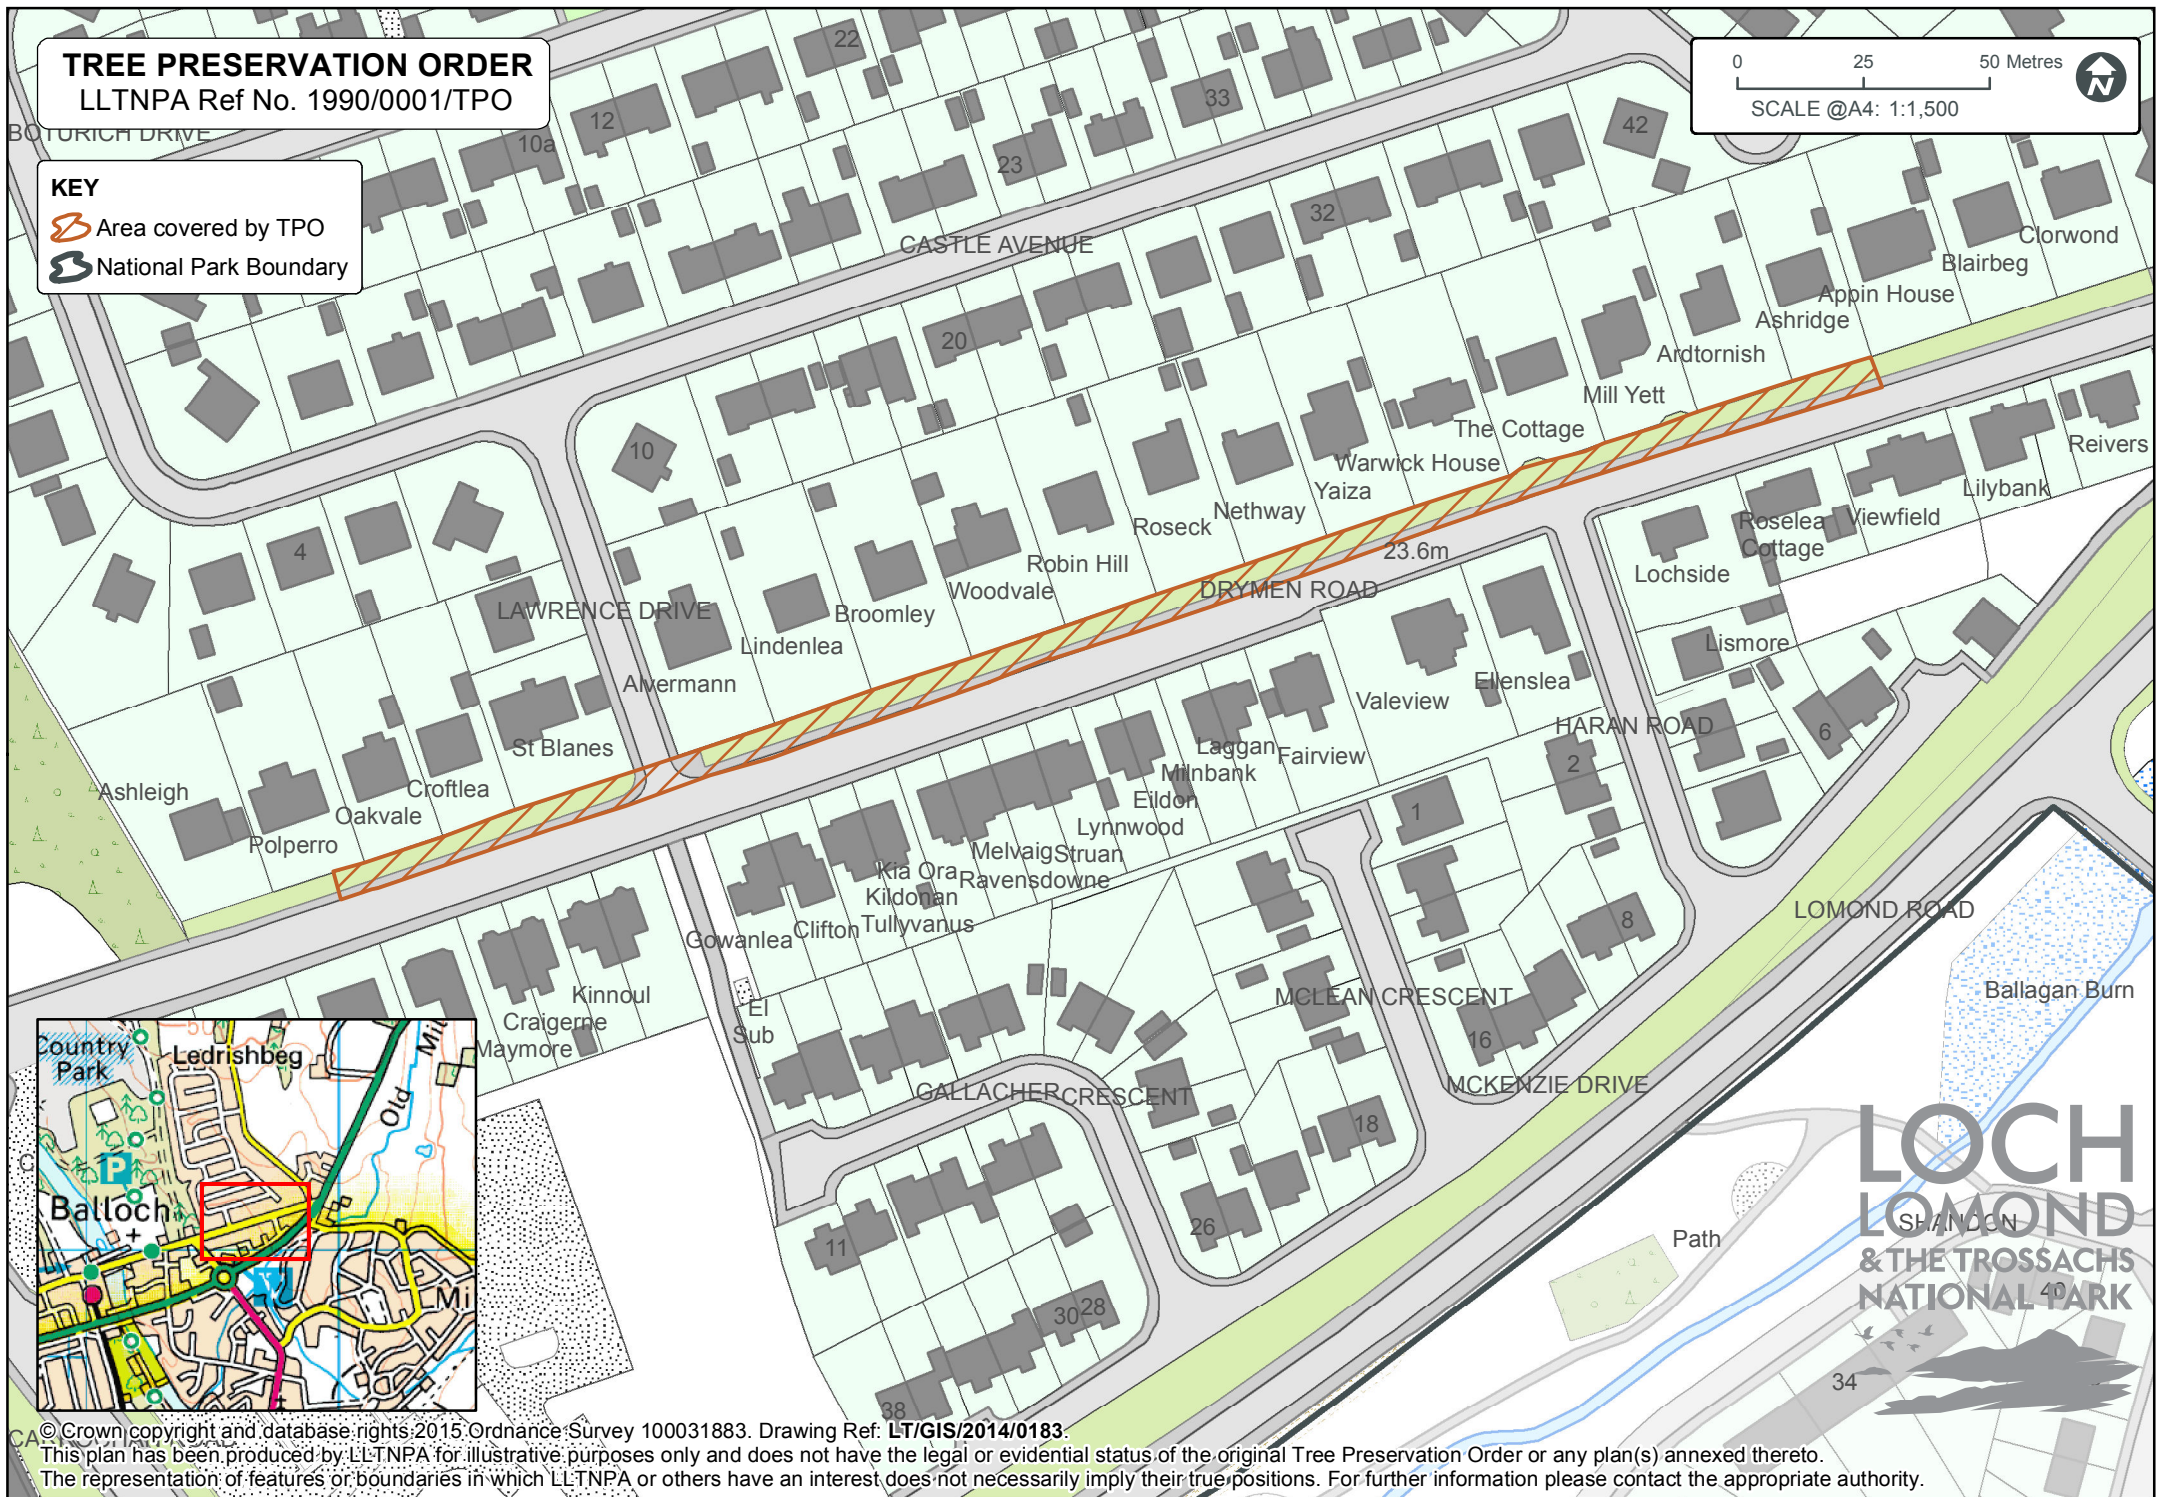 TREE PRESERVATION ORDER
LLTNPA Ref No. 1990/0001/TPO
BOTURICH DRIVE
KEY
Area covered by TPO
National Park Boundary
0 25 50 Metres
SCALE @A4: 1:1,500
N
22
12
10a
33
23
42
32
CASTLE AVENUE
20
10
4
Clorwond
Blairbeg
Appin House
Ashridge
Ardtornish
Mill Yett
The Cottage
Warwick House
Yaiza
Nethway
Roseck
Robin Hill
Woodvale
Broomley
Lindenlea
Alvermann
LAWRENCE DRIVE
St Blanes
Croftlea
Oakvale
Polperro
Ashleigh
DRYMEN ROAD
23.6m
Reivers
Lilybank
Viewfield
Roselea
Cottage
Lochside
Lismore
6
Ellenslea
Valeview
HARAN ROAD
2
1
8
Fairview
Laggan
Milnbank
Eildon
Lynnwood
Struan
Melvaig
Ravensdowne
Kia Ora
Kildonan
Tullyvanus
Clifton
Gowanlea
Kinnoul
Craigerne
Maymore
El
Sub
LOMOND ROAD
Ballagan Burn
MCLEAN CRESCENT
16
MCKENZIE DRIVE
GALLACHER CRESCENT
18
26
11
30
28
38
Path
SHANDON
40
34
LOCH
LOMOND
& THE TROSSACHS
NATIONAL PARK
Country
Park
Ledrishbeg
Old
Mil
P
Balloch
Mi
© Crown copyright and database rights 2015 Ordnance Survey 100031883. Drawing Ref: LT/GIS/2014/0183.
This plan has been produced by LLTNPA for illustrative purposes only and does not have the legal or evidential status of the original Tree Preservation Order or any plan(s) annexed thereto.
The representation of features or boundaries in which LLTNPA or others have an interest does not necessarily imply their true positions. For further information please contact the appropriate authority.